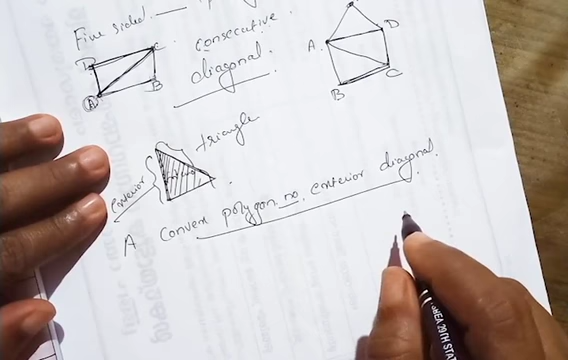 Five sided
consecutive
diagonal.
D
C
A
B
A
D
B
C
triangle
exterior
A convex polygon no exterior diagonal.